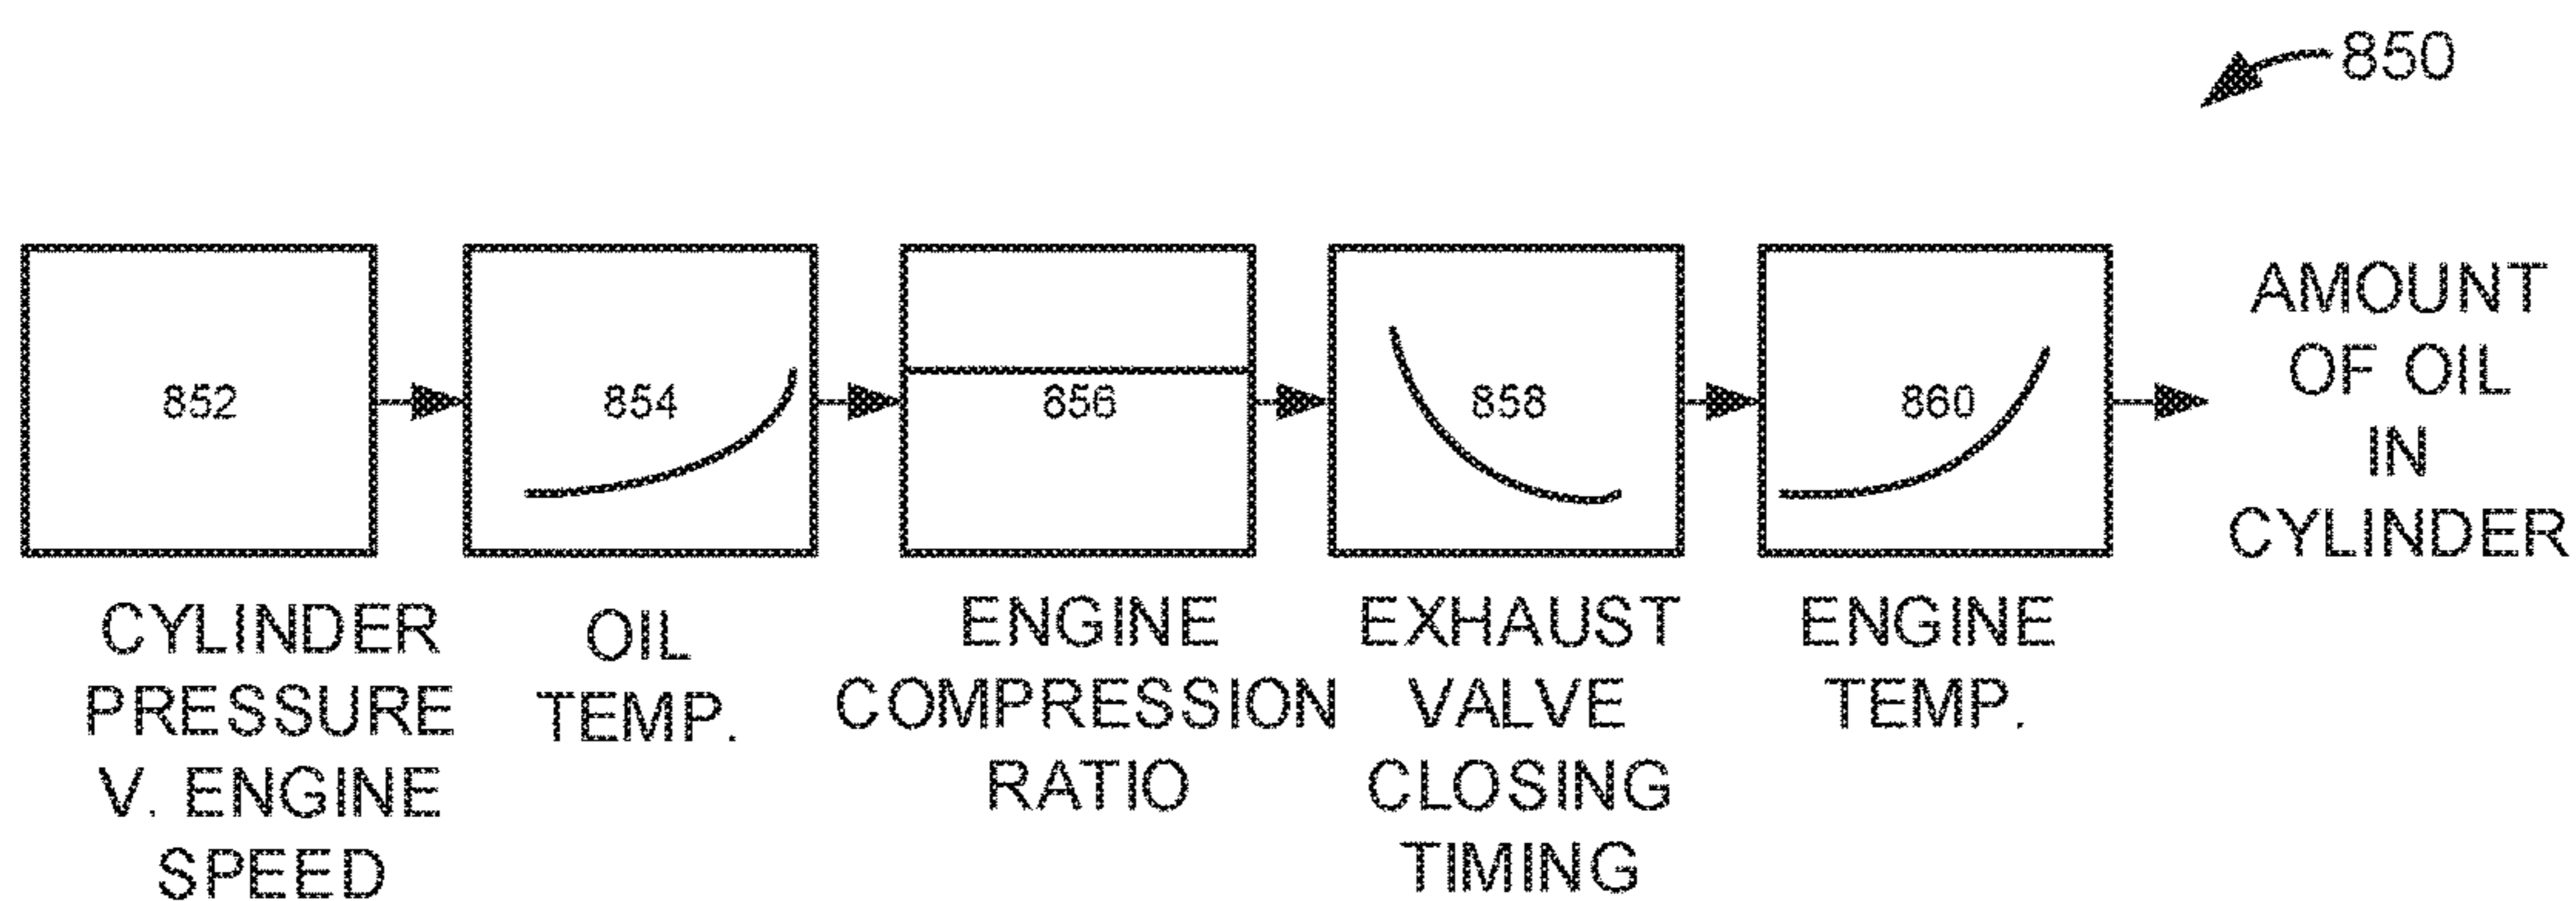 850
852
854
856
858
860
AMOUNT
OF OIL
IN
CYLINDER
CYLINDER
PRESSURE
V. ENGINE
SPEED
OIL
TEMP.
ENGINE
COMPRESSION
RATIO
EXHAUST
VALVE
CLOSING
TIMING
ENGINE
TEMP.